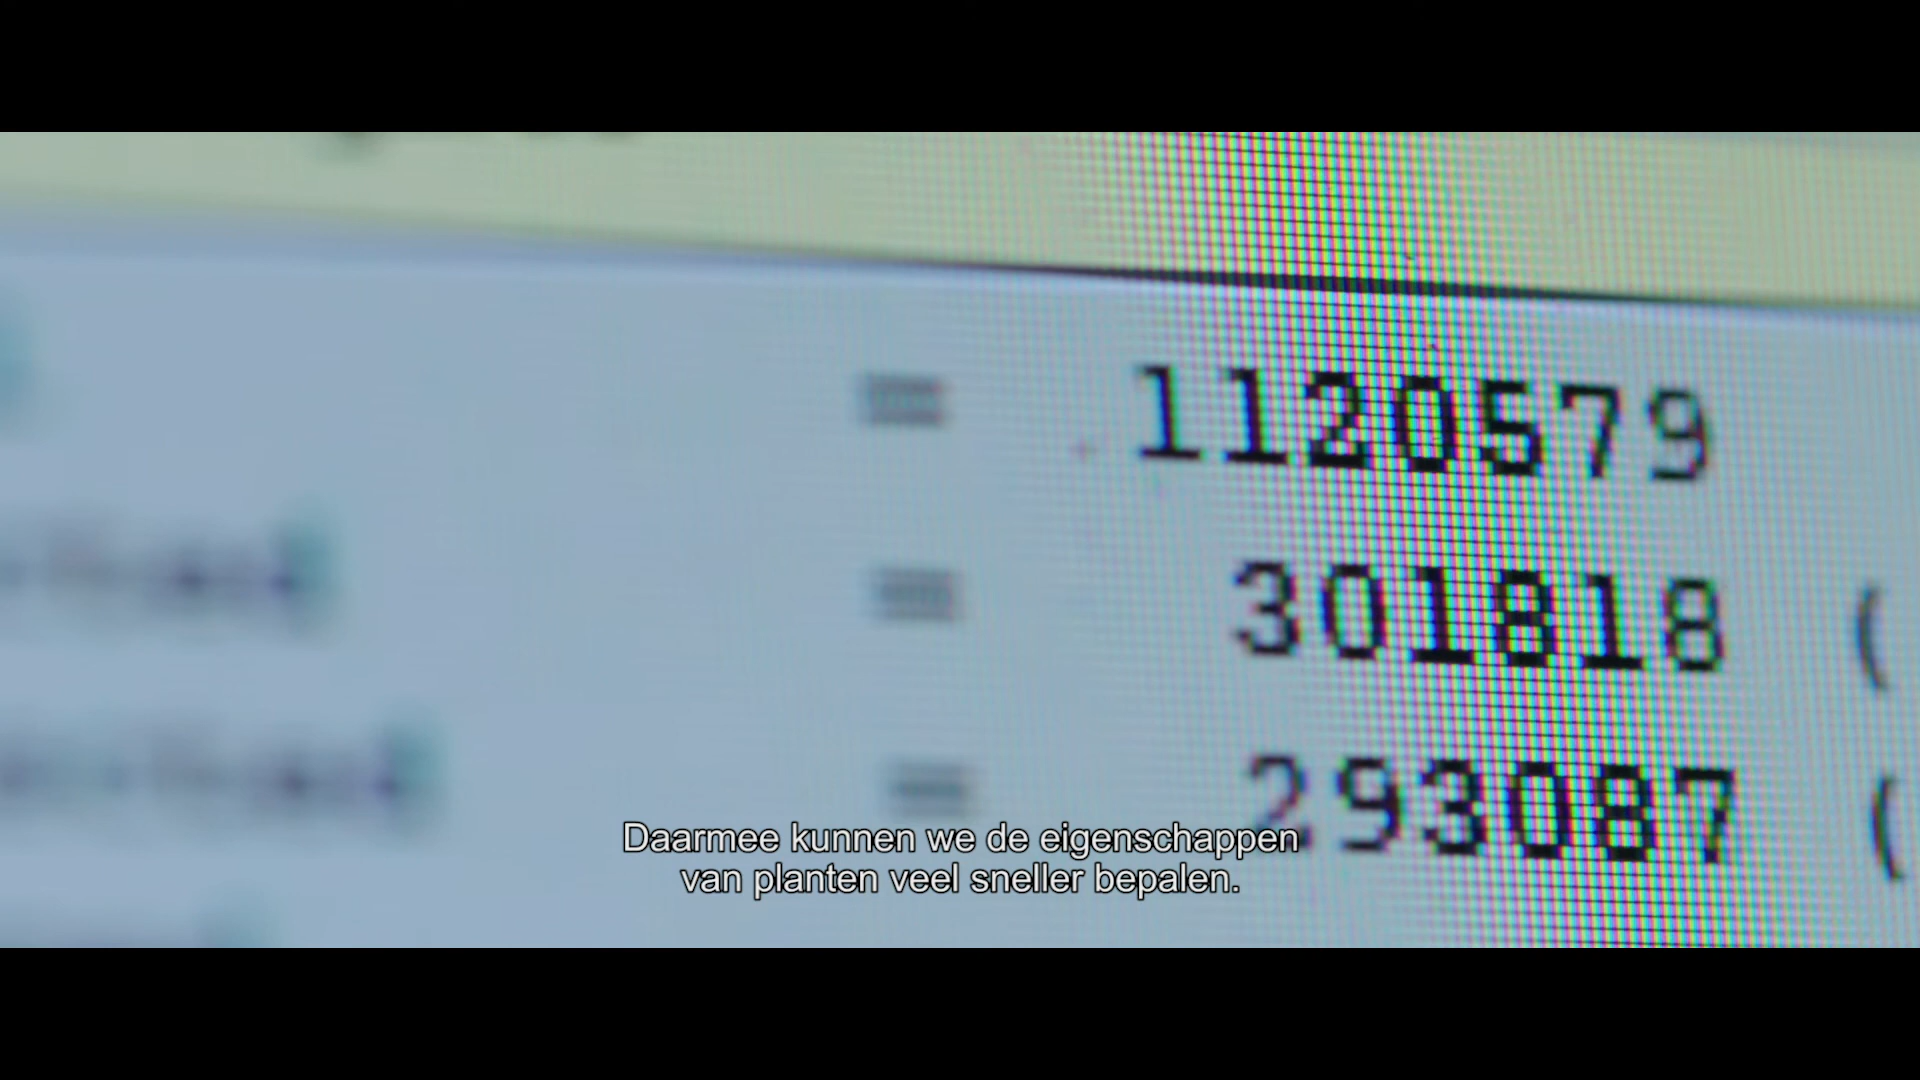 = 1120579
= 301818 (
= 293087 (
Daarmee kunnen we de eigenschappen
van planten veel sneller bepalen.